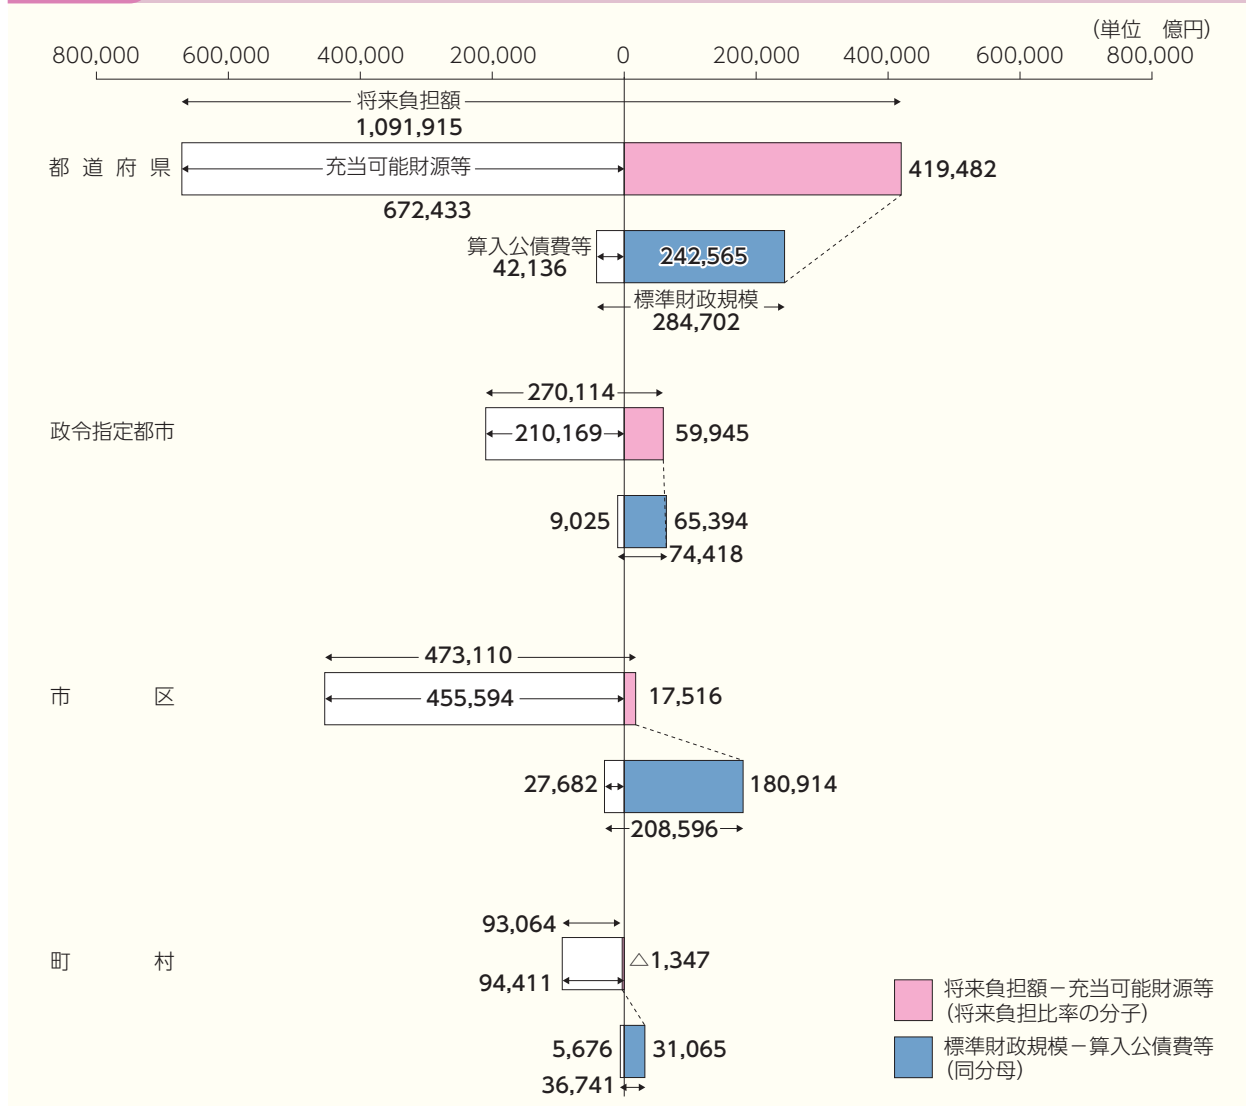 (単位　億円)
800,000 600,000 400,000 200,000 0 200,000 400,000 600,000 800,000
将来負担額
1,091,915
都道府県
充当可能財源等
419,482
672,433
算入公債費等
42,136
242,565
標準財政規模
284,702
270,114
政令指定都市
210,169
59,945
9,025
65,394
74,418
473,110
市区
455,594
17,516
27,682
180,914
208,596
93,064
町村
△1,347
94,411
5,676
31,065
36,741
将来負担額－充当可能財源等
(将来負担比率の分子)
標準財政規模－算入公債費等
(同分母)